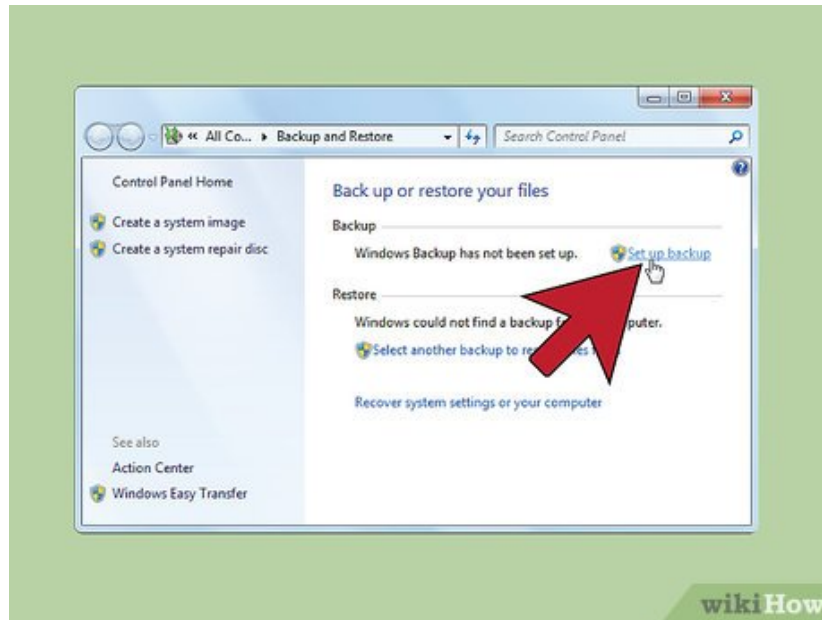 « All Co... ▸ Backup and Restore
Search Control Panel
Control Panel Home
Create a system image
Create a system repair disc
See also
Action Center
Windows Easy Transfer
Back up or restore your files
Backup
Windows Backup has not been set up. Set up backup
Restore
Windows could not find a backup
Select another backup to
Recover system settings or your computer
wikiHow